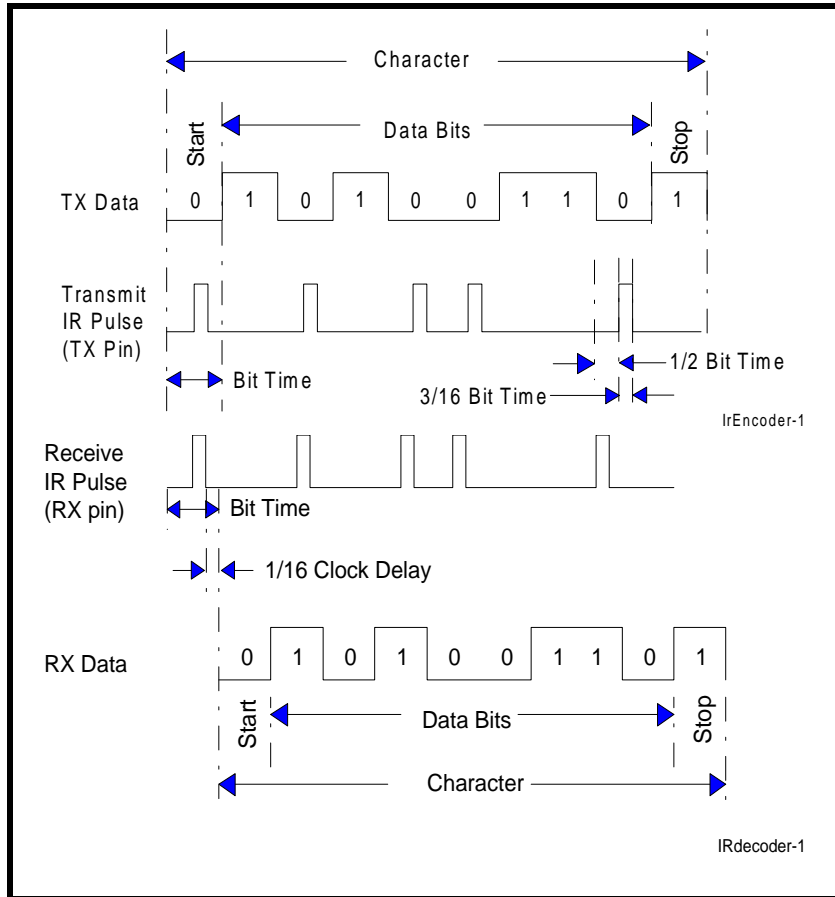 Character
Start
Data Bits
Stop
TX Data
0 1 0 1 0 0 1 1 0 1
Transmit
IR Pulse
(TX Pin)
1/2 Bit Time
Bit Time
3/16 Bit Time
IrEncoder-1
Receive
IR Pulse
(RX pin)
Bit Time
1/16 Clock Delay
RX Data
0 1 0 1 0 0 1 1 0 1
Start
Data Bits
Stop
Character
IRdecoder-1